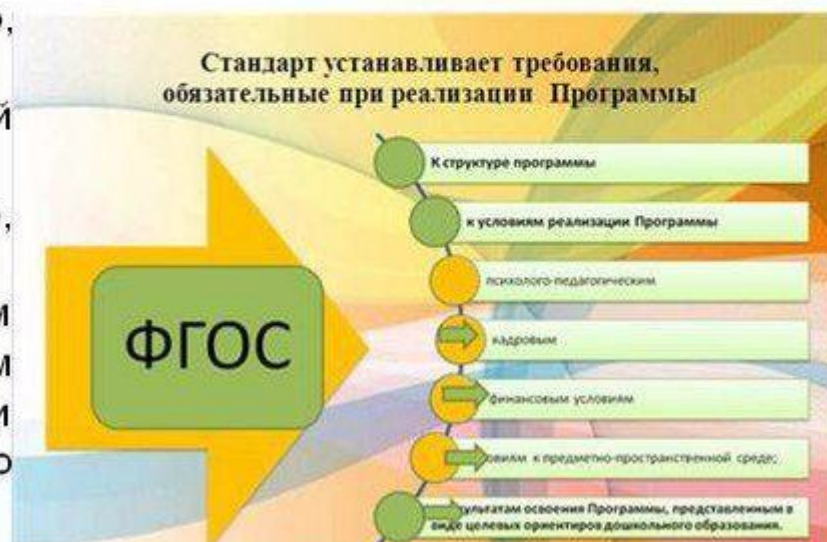 Стандарт устанавливает требования,
обязательные при реализации Программы
ФГОС
К структуре программы
к условиям реализации Программы
психолого-педагогическим
кадровым
финансовым условиям
к предметно-пространственной среде;
освоения Программы, представленным в
виде целевых ориентиров дошкольного образования.